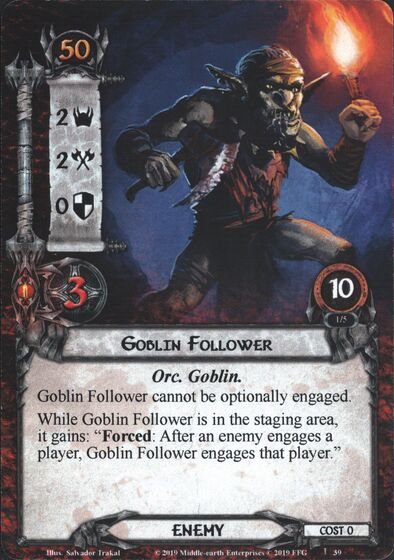 50
2
2
0
3
10
1/5
GOBLIN FOLLOWER
Orc. Goblin.
Goblin Follower cannot be optionally engaged.
While Goblin Follower is in the staging area,
it gains: “Forced: After an enemy engages a
player, Goblin Follower engages that player.”
ENEMY
COST 0
Illus. Salvador Trakal
© 2019 Middle-earth Enterprises © 2019 FFG
39